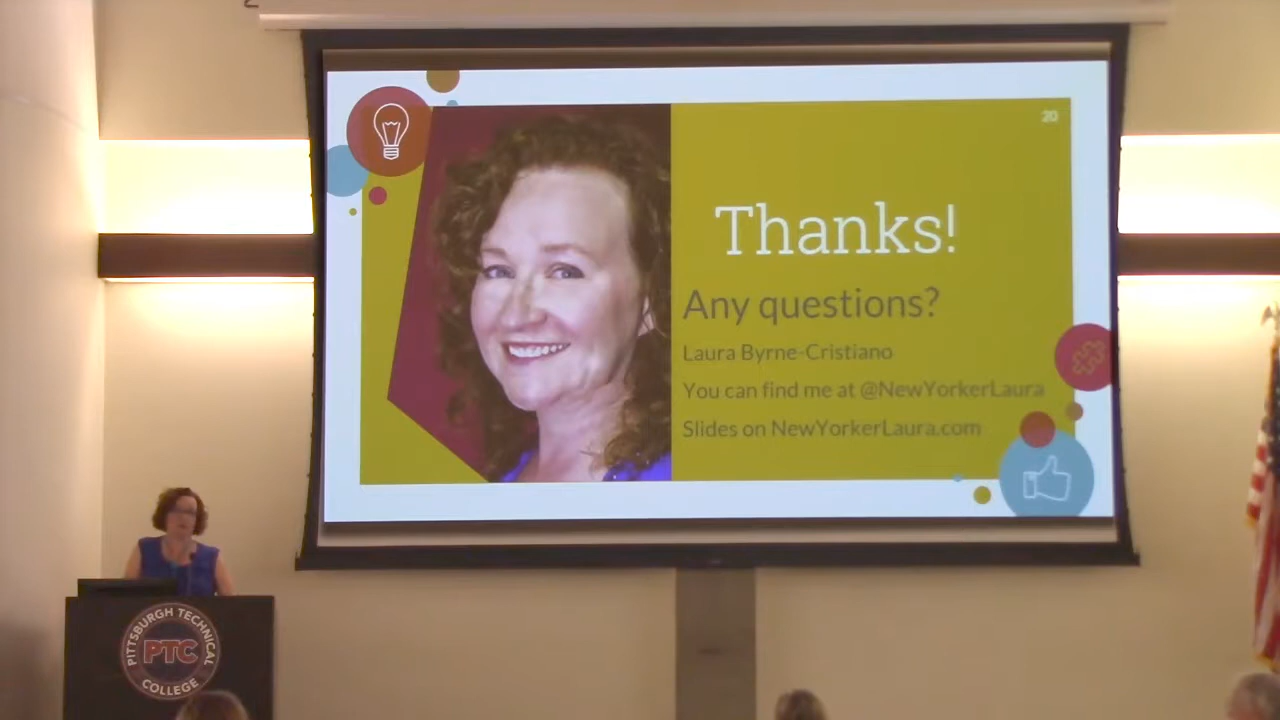 20
Thanks!
Any questions?
Laura Byrne-Cristiano
You can find me at @NewYorkerLaura
Slides on NewYorkerLaura.com
PITTSBURGH TECHNICAL
PTC
COLLEGE